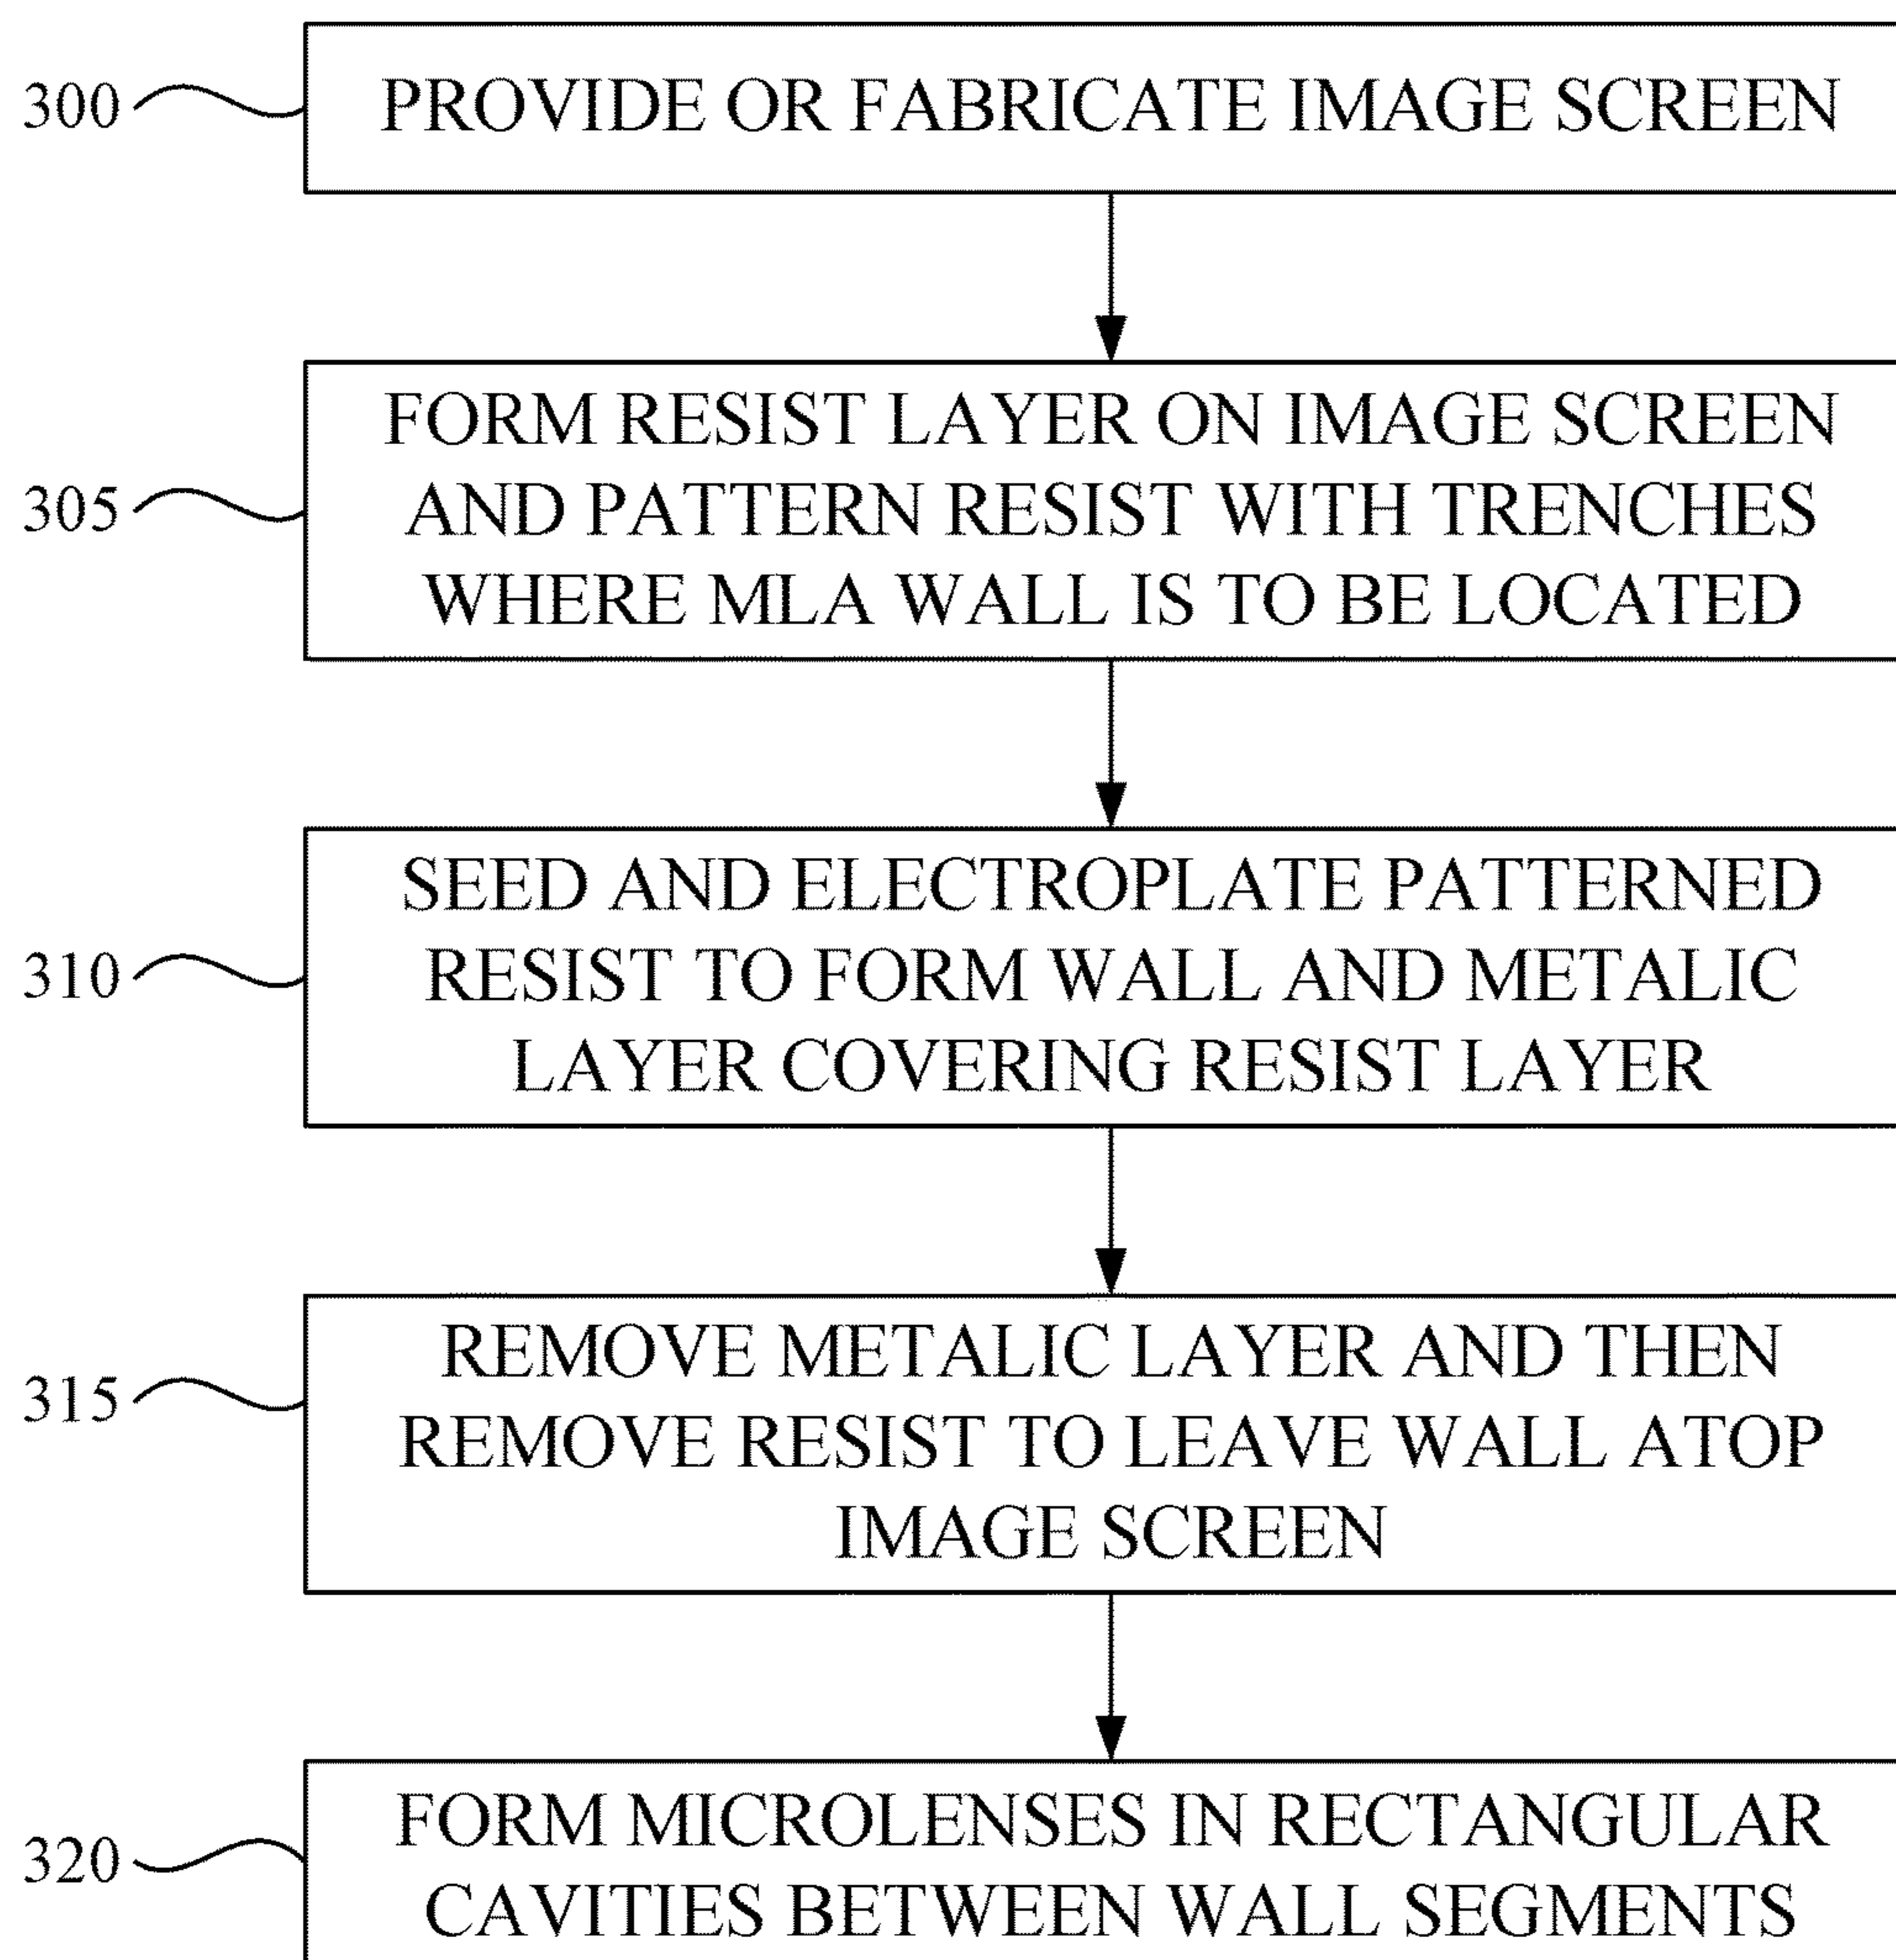 300
PROVIDE OR FABRICATE IMAGE SCREEN
305
FORM RESIST LAYER ON IMAGE SCREEN
AND PATTERN RESIST WITH TRENCHES
WHERE MLA WALL IS TO BE LOCATED
310
SEED AND ELECTROPLATE PATTERNED
RESIST TO FORM WALL AND METALIC
LAYER COVERING RESIST LAYER
315
REMOVE METALIC LAYER AND THEN
REMOVE RESIST TO LEAVE WALL ATOP
IMAGE SCREEN
320
FORM MICROLENSES IN RECTANGULAR
CAVITIES BETWEEN WALL SEGMENTS